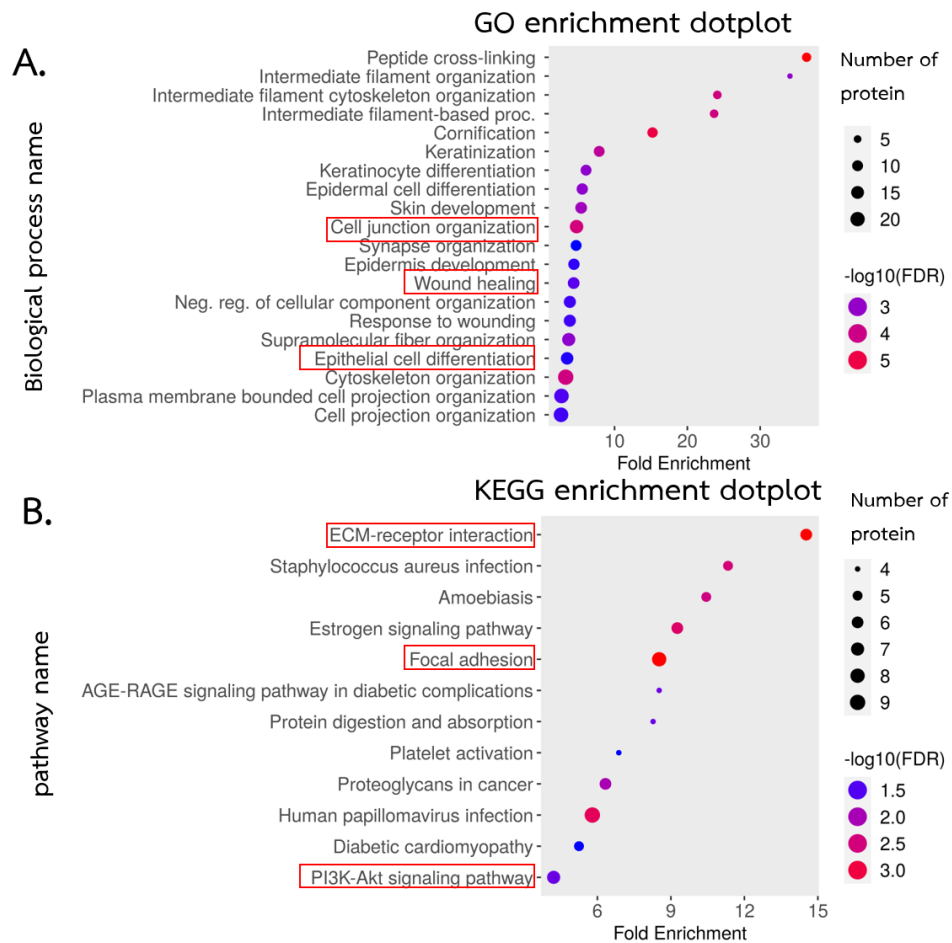 GO enrichment dotplot
A.
Biological process name
Peptide cross-linking
Intermediate filament organization
Intermediate filament cytoskeleton organization
Intermediate filament-based proc.
Cornification
Keratinization
Keratinocyte differentiation
Epidermal cell differentiation
Skin development
Cell junction organization
Synapse organization
Epidermis development
Wound healing
Neg. reg. of cellular component organization
Response to wounding
Supramolecular fiber organization
Epithelial cell differentiation
Cytoskeleton organization
Plasma membrane bounded cell projection organization
Cell projection organization
10 20 30
Fold Enrichment
Number of
protein
5
10
15
20
-log10(FDR)
3
4
5
KEGG enrichment dotplot
B.
pathway name
ECM-receptor interaction
Staphylococcus aureus infection
Amoebiasis
Estrogen signaling pathway
Focal adhesion
AGE-RAGE signaling pathway in diabetic complications
Protein digestion and absorption
Platelet activation
Proteoglycans in cancer
Human papillomavirus infection
Diabetic cardiomyopathy
PI3K-Akt signaling pathway
6 9 12 15
Fold Enrichment
Number of
protein
4
5
6
7
8
9
-log10(FDR)
1.5
2.0
2.5
3.0